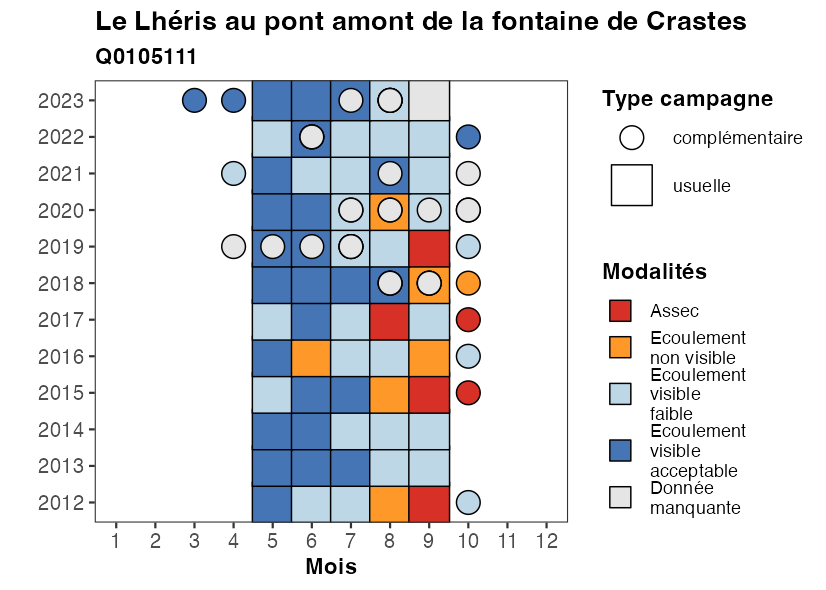 Le Lhéris au pont amont de la fontaine de Crastes
Q0105111
2023
2022
2021
2020
2019
2018
2017
2016
2015
2014
2013
2012
1 2 3 4 5 6 7 8 9 10 11 12
Mois
Type campagne
complémentaire
usuelle
Modalités
Assec
Ecoulement
non visible
Ecoulement
visible
faible
Ecoulement
visible
acceptable
Donnée
manquante